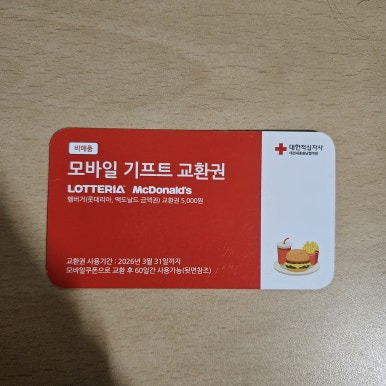 비매품
모바일 기프트 교환권
LOTTERIA McDonald's
햄버거(롯데리아, 맥도날드 금액권) 교환권 5,000원
교환권 사용기간 : 2026년 3월 31일까지
모바일쿠폰으로 교환 후 60일간 사용가능(뒷면참조)
대한적십자사